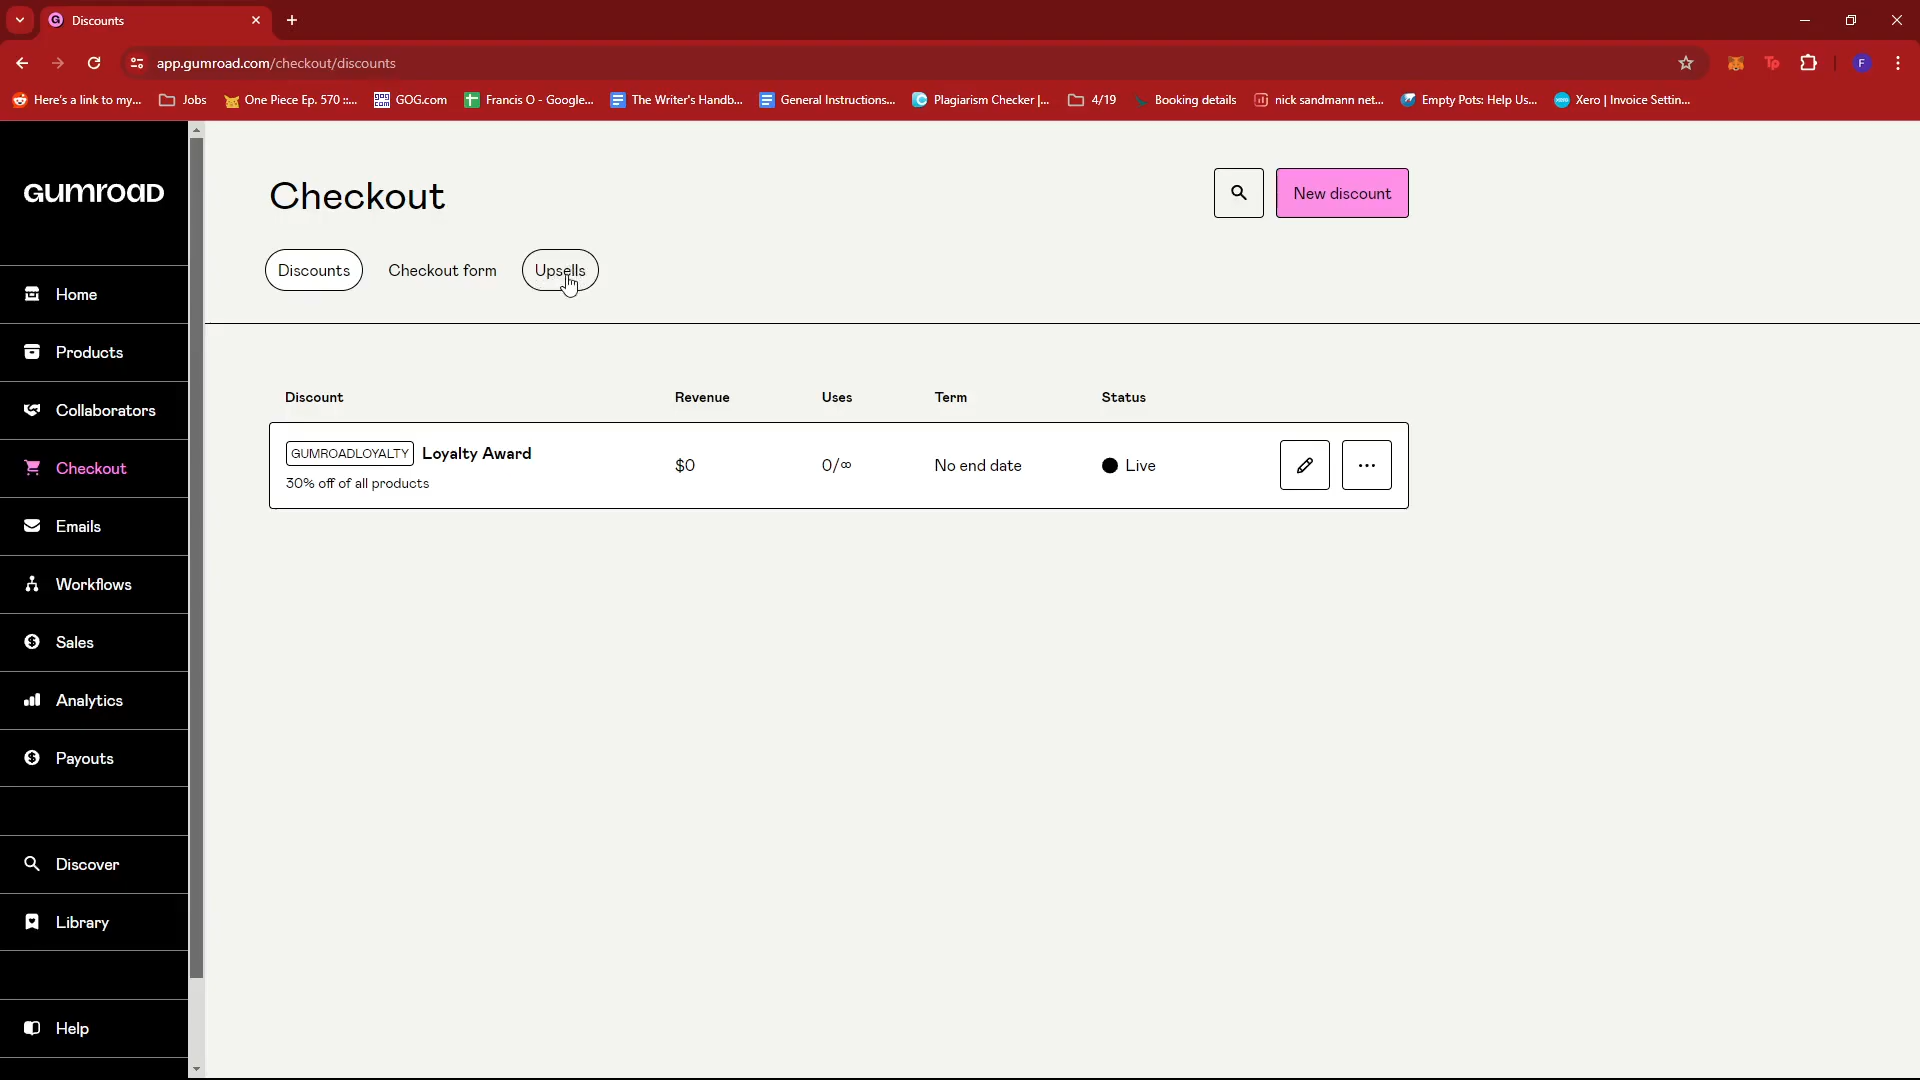 Discounts
app.gumroad.com/checkout/discounts
Here's a link to my... Jobs One Piece Ep. 570 ::... GOG.com Francis O - Google... The Writer's Handb... General Instructions... Plagiarism Checker |... 4/19 Booking details nick sandmann net... Empty Pots: Help Us... Xero | Invoice Settin...
GUMROAD
Home
Products
Collaborators
Checkout
Emails
Workflows
Sales
Analytics
Payouts
Discover
Library
Help
Checkout
New discount
Discounts Checkout form Upsells
Discount Revenue Uses Term Status
GUMROADLOYALTY Loyalty Award
30% off of all products
$0 0/∞ No end date Live